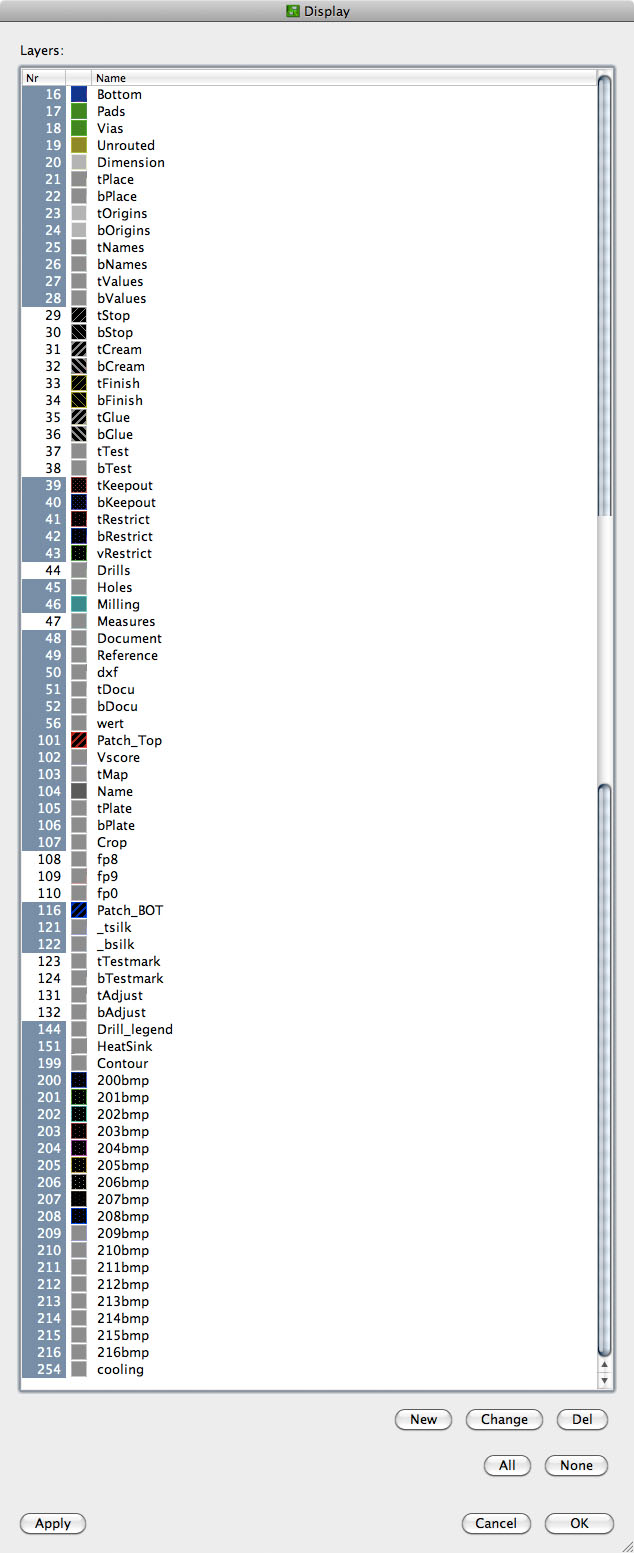 Display
Layers:
Nr Name
16 Bottom
17 Pads
18 Vias
19 Unrouted
20 Dimension
21 tPlace
22 bPlace
23 tOrigins
24 bOrigins
25 tNames
26 bNames
27 tValues
28 bValues
29 tStop
30 bStop
31 tCream
32 bCream
33 tFinish
34 bFinish
35 tGlue
36 bGlue
37 tTest
38 bTest
39 tKeepout
40 bKeepout
41 tRestrict
42 bRestrict
43 vRestrict
44 Drills
45 Holes
46 Milling
47 Measures
48 Document
49 Reference
50 dxf
51 tDocu
52 bDocu
56 wert
101 Patch_Top
102 Vscore
103 tMap
104 Name
105 tPlate
106 bPlate
107 Crop
108 fp8
109 fp9
110 fp0
116 Patch_BOT
121 _tsilk
122 _bsilk
123 tTestmark
124 bTestmark
131 tAdjust
132 bAdjust
144 Drill_legend
151 HeatSink
199 Contour
200 200bmp
201 201bmp
202 202bmp
203 203bmp
204 204bmp
205 205bmp
206 206bmp
207 207bmp
208 208bmp
209 209bmp
210 210bmp
211 211bmp
212 212bmp
213 213bmp
214 214bmp
215 215bmp
216 216bmp
254 cooling
New Change Del
All None
Apply Cancel OK